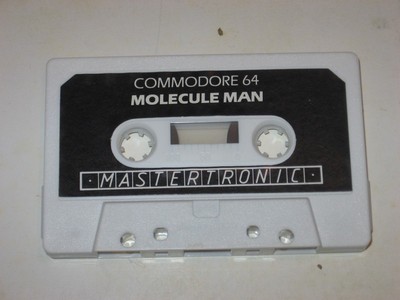 COMMODORE 64
MOLECULE MAN
· MASTERTRONIC ·